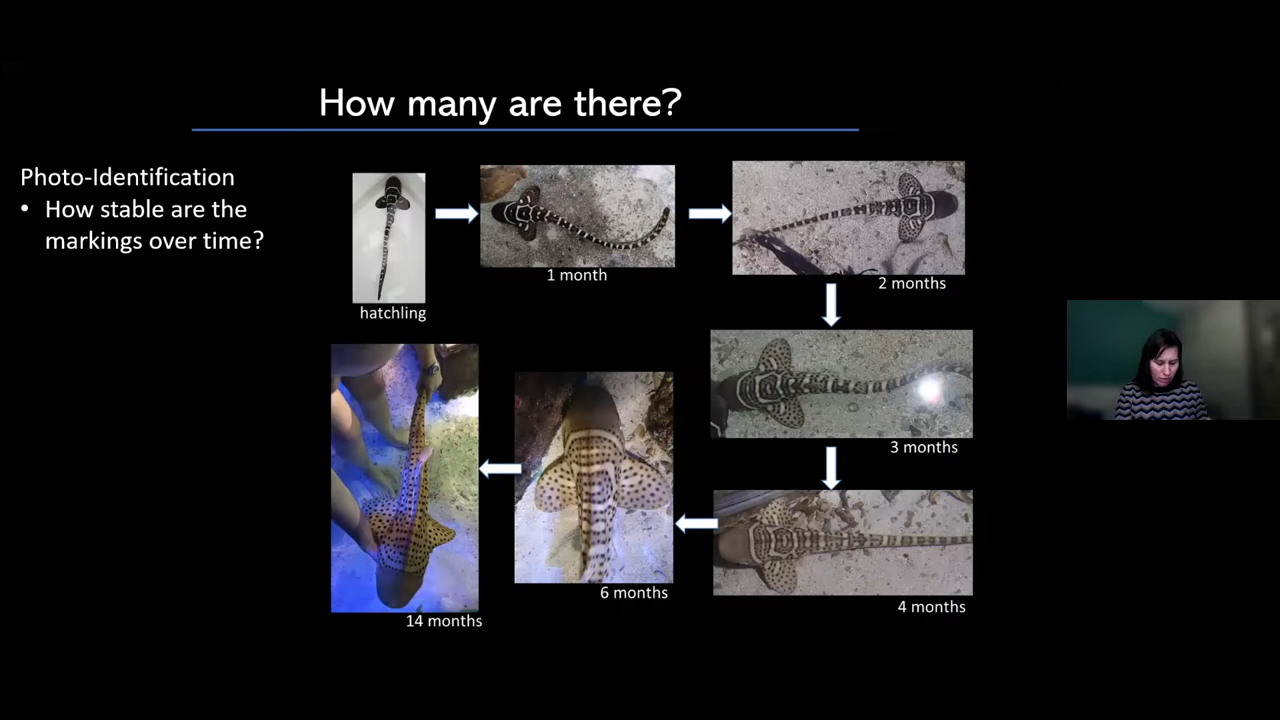 How many are there?
Photo-Identification
• How stable are the
markings over time?
hatchling
1 month
2 months
3 months
4 months
6 months
14 months